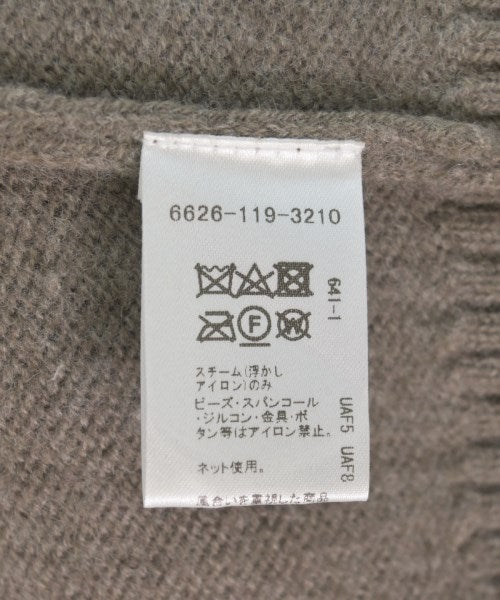 6626-119-3210
F
W
641-1
スチーム(浮かし
アイロン)のみ
ビーズ・スパンコール
・ジルコン・金具・ボ
タン等はアイロン禁止。
UAF5 UAF8
ネット使用。
風合いを重視した商品